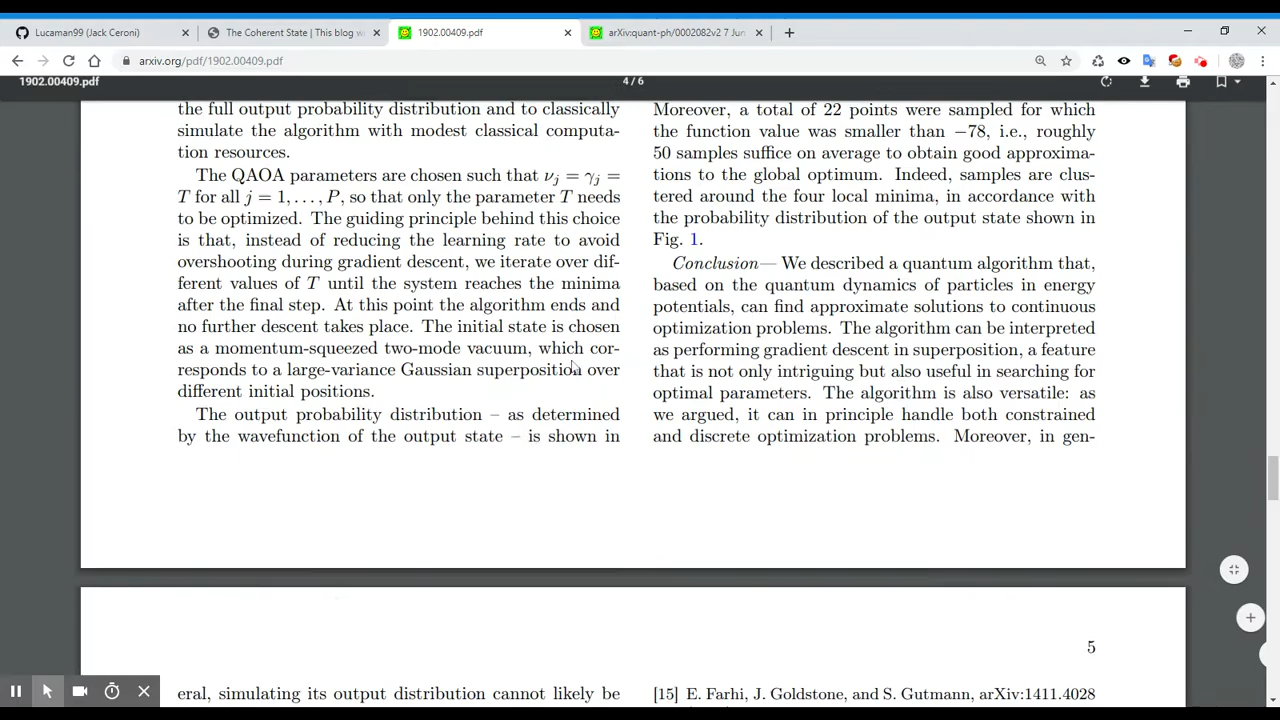 Lucaman99 (Jack Ceroni)
The Coherent State | This blog w
1902.00409.pdf
arXiv:quant-ph/0002082v2 7 Jun
arxiv.org/pdf/1902.00409.pdf
1902.00409.pdf
4 / 6
the full output probability distribution and to classically
simulate the algorithm with modest classical computa-
tion resources.
The QAOA parameters are chosen such that νj = γj =
T for all j = 1, . . . , P, so that only the parameter T needs
to be optimized. The guiding principle behind this choice
is that, instead of reducing the learning rate to avoid
overshooting during gradient descent, we iterate over dif-
ferent values of T until the system reaches the minima
after the final step. At this point the algorithm ends and
no further descent takes place. The initial state is chosen
as a momentum-squeezed two-mode vacuum, which cor-
responds to a large-variance Gaussian superposition over
different initial positions.
The output probability distribution – as determined
by the wavefunction of the output state – is shown in
Moreover, a total of 22 points were sampled for which
the function value was smaller than −78, i.e., roughly
50 samples suffice on average to obtain good approxima-
tions to the global optimum. Indeed, samples are clus-
tered around the four local minima, in accordance with
the probability distribution of the output state shown in
Fig. 1.
Conclusion— We described a quantum algorithm that,
based on the quantum dynamics of particles in energy
potentials, can find approximate solutions to continuous
optimization problems. The algorithm can be interpreted
as performing gradient descent in superposition, a feature
that is not only intriguing but also useful in searching for
optimal parameters. The algorithm is also versatile: as
we argued, it can in principle handle both constrained
and discrete optimization problems. Moreover, in gen-
5
eral, simulating its output distribution cannot likely be
[15] E. Farhi, J. Goldstone, and S. Gutmann, arXiv:1411.4028